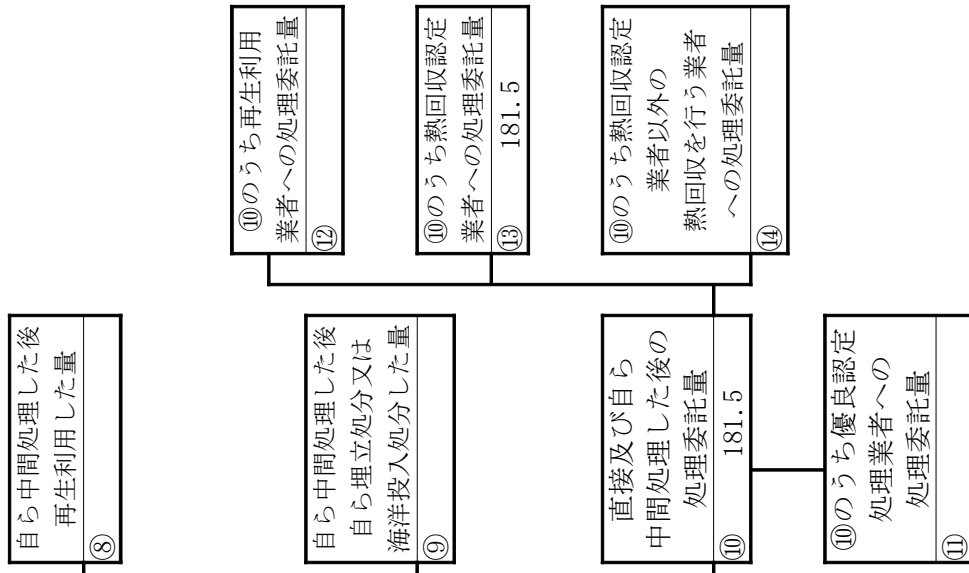 自ら中間処理した後
再生利用した量
⑧
自ら中間処理した後
自ら埋立処分又は
海洋投入処分した量
⑨
直接及び自ら
中間処理した後の
処理委託量
⑩
181.5
⑩のうち優良認定
処理業者への
処理委託量
⑪
⑩のうち再生利用
業者への処理委託量
⑫
⑩のうち熱回収認定
業者への処理委託量
⑬
181.5
⑩のうち熱回収認定
業者以外の
熱回収を行う業者
への処理委託量
⑭